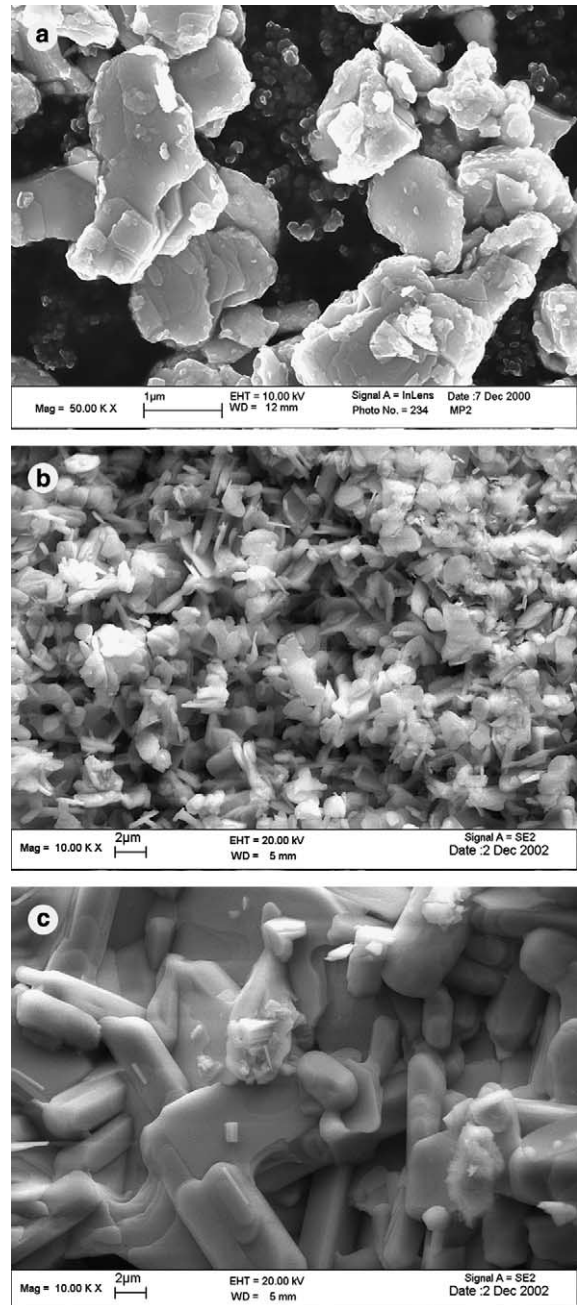 a
1µm
EHT = 10.00 kV
Signal A = InLens
Date :7 Dec 2000
Mag = 50.00 K X
WD = 12 mm
Photo No. = 234
MP2
b
2µm
EHT = 20.00 kV
Signal A = SE2
Mag = 10.00 K X
WD = 5 mm
Date :2 Dec 2002
c
2µm
EHT = 20.00 kV
Signal A = SE2
Mag = 10.00 K X
WD = 5 mm
Date :2 Dec 2002